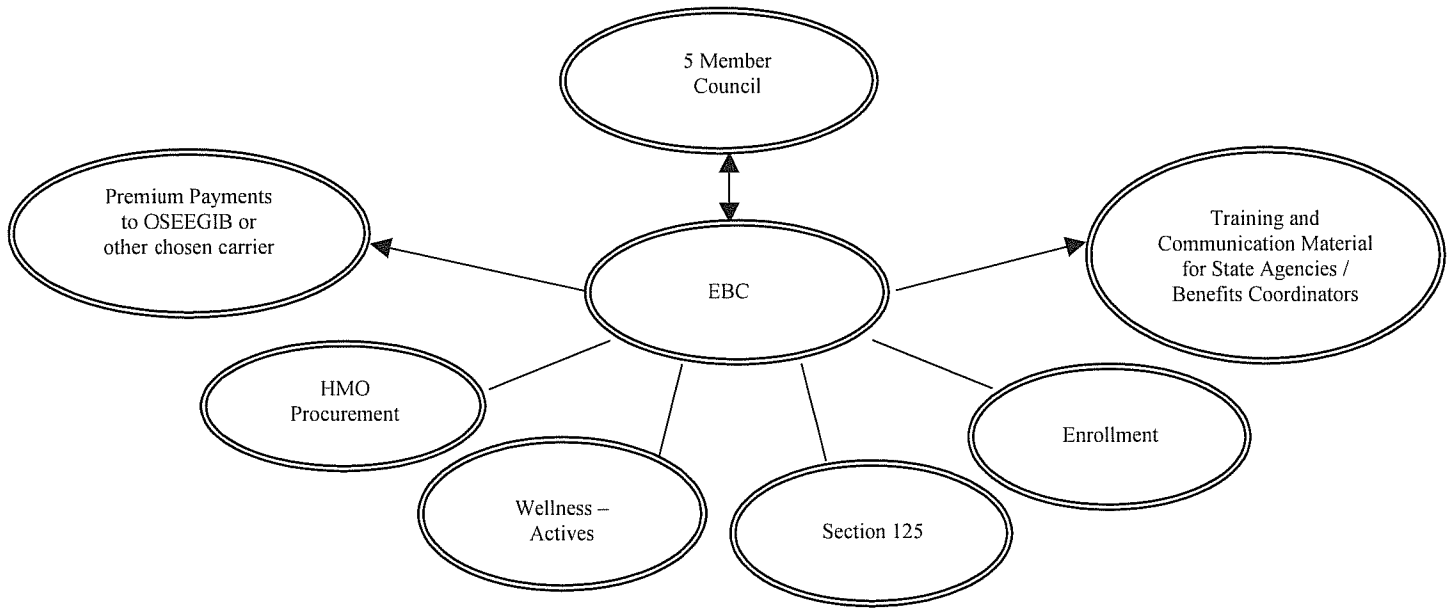 5 Member
Council
Premium Payments
to OSEEGIB or
other chosen carrier
Training and
Communication Material
for State Agencies /
Benefits Coordinators
EBC
HMO
Procurement
Enrollment
Wellness –
Actives
Section 125